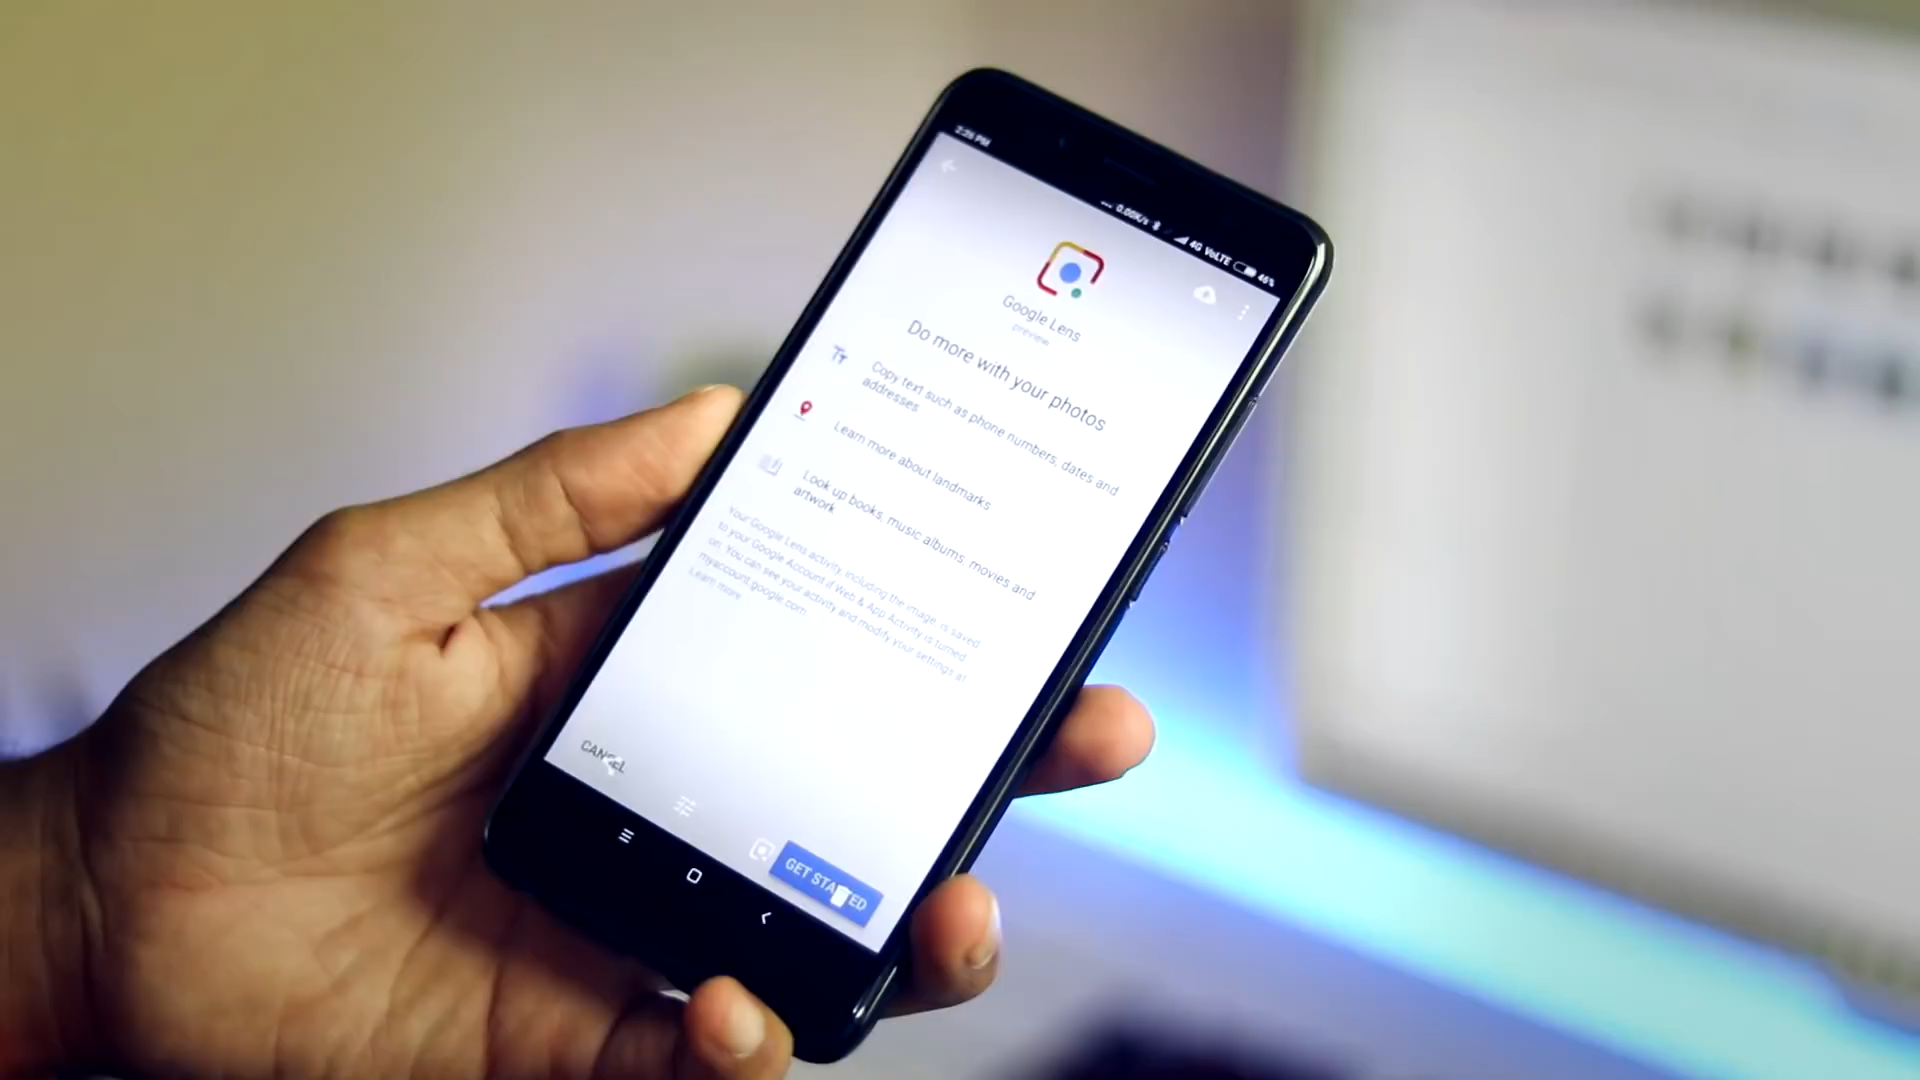 2:26 PM
... 0.00K/s 4G VoLTE 46%
Google Lens
preview
Do more with your photos
Copy text such as phone numbers, dates and
addresses
Learn more about landmarks
Look up books, music albums, movies and
artwork
Your Google Lens activity, including the image, is saved
to your Google Account if Web & App Activity is turned
on. You can see your activity and modify your settings at
myaccount.google.com
Learn more
CANCEL
GET STARTED